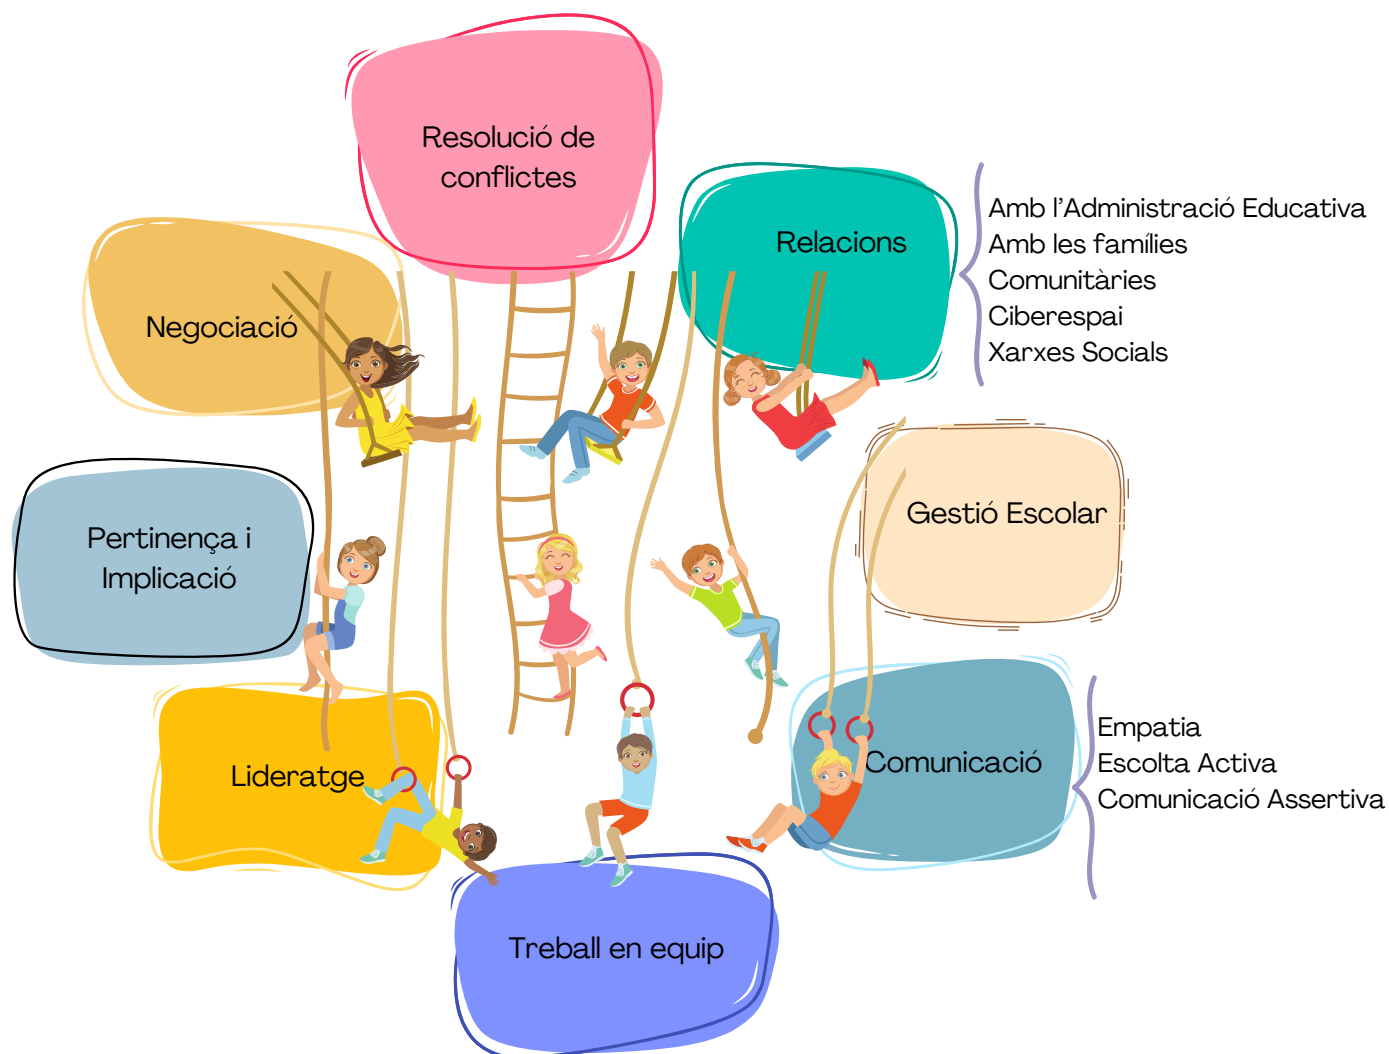 Resolució de
conflictes
Relacions
Amb l'Administració Educativa
Amb les famílies
Comunitàries
Ciberespai
Xarxes Socials
Negociació
Gestió Escolar
Pertinença i
Implicació
Lideratge
Comunicació
Empatia
Escolta Activa
Comunicació Assertiva
Treball en equip